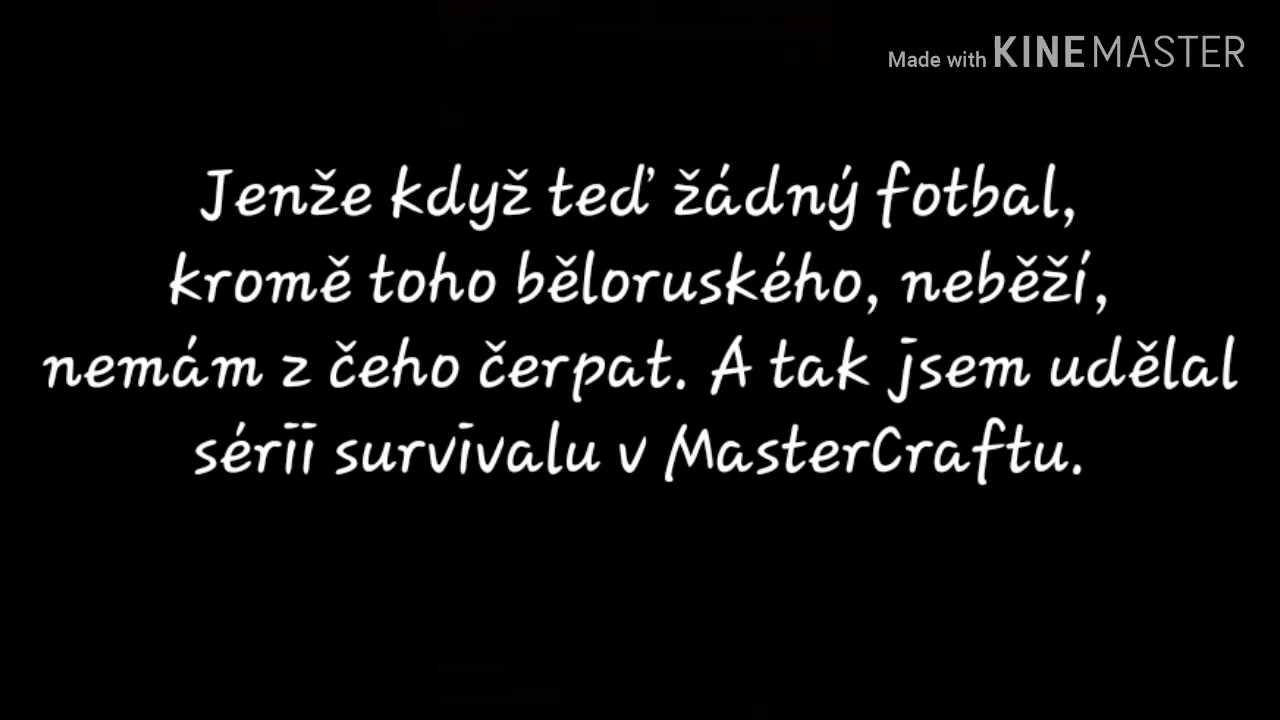 Made with KINEMASTER
Jenže když teď žádný fotbal,
kromě toho běloruského, neběží,
nemám z čeho čerpat. A tak jsem udělal
sérii survivalu v MasterCraftu.